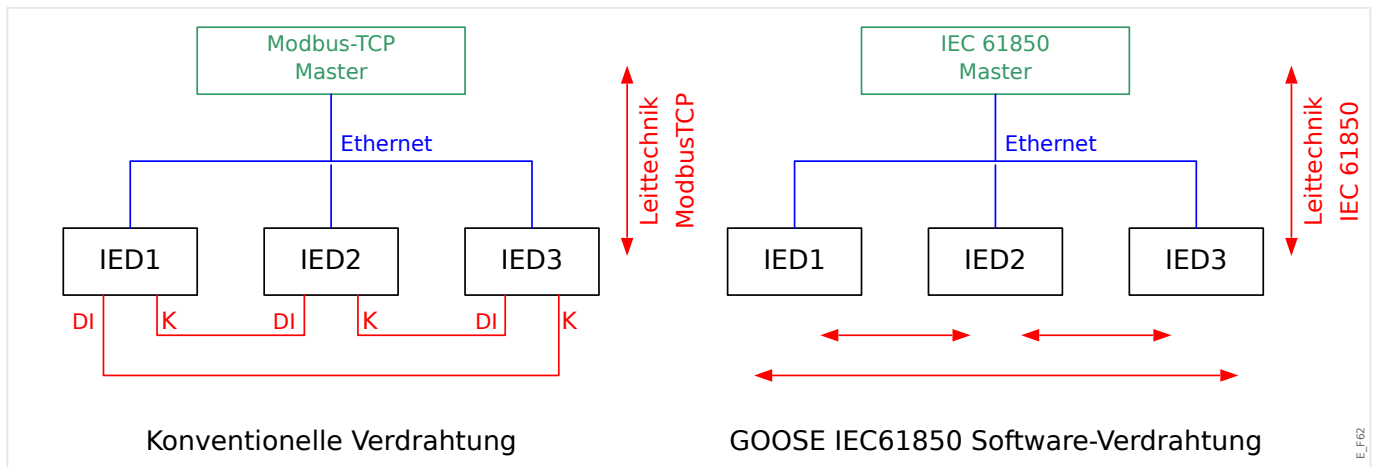 Modbus-TCP
Master
Ethernet
Leittechnik
ModbusTCP
IED1
IED2
IED3
DI
K
DI
K
DI
K
Konventionelle Verdrahtung
IEC 61850
Master
Ethernet
Leittechnik
IEC 61850
IED1
IED2
IED3
GOOSE IEC61850 Software-Verdrahtung
E_F62